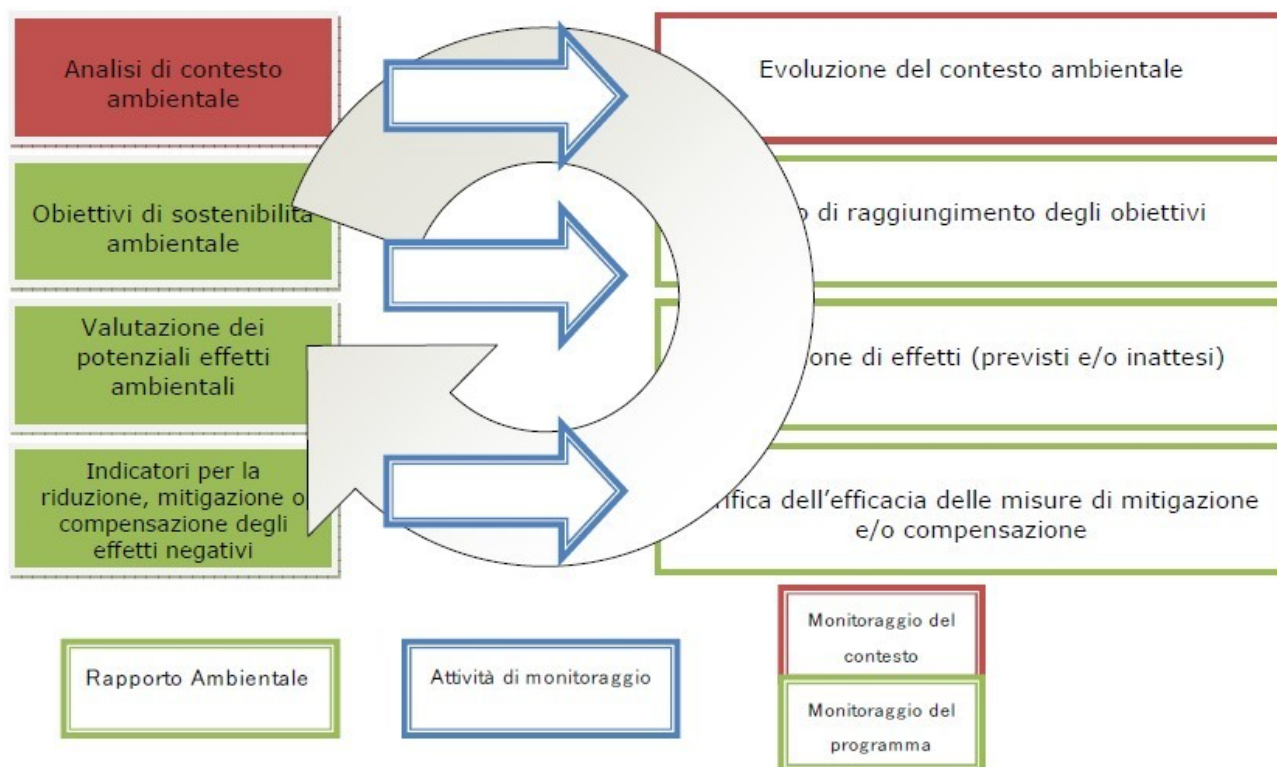 Analisi di contesto
ambientale
Evoluzione del contesto ambientale
Obiettivi di sostenibilità
ambientale
di raggiungimento degli obiettivi
Valutazione dei
potenziali effetti
ambientali
di effetti (previsti e/o inattesi)
Indicatori per la
riduzione, mitigazione o
compensazione degli
effetti negativi
dell’efficacia delle misure di mitigazione
e/o compensazione
Rapporto Ambientale
Attività di monitoraggio
Monitoraggio del
contesto
Monitoraggio del
programma